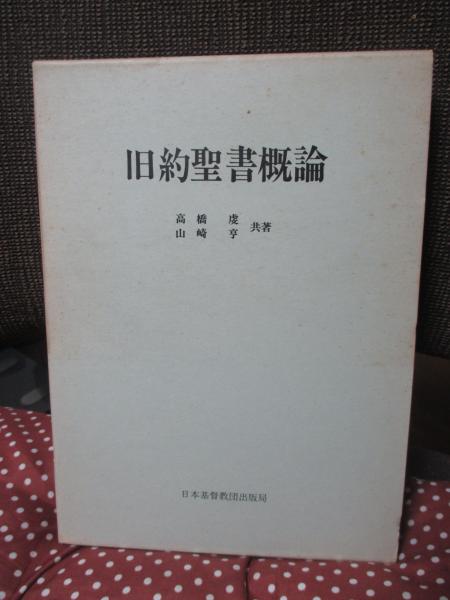 旧約聖書概論
高橋 虔
山崎 亨 共著
日本基督教団出版局